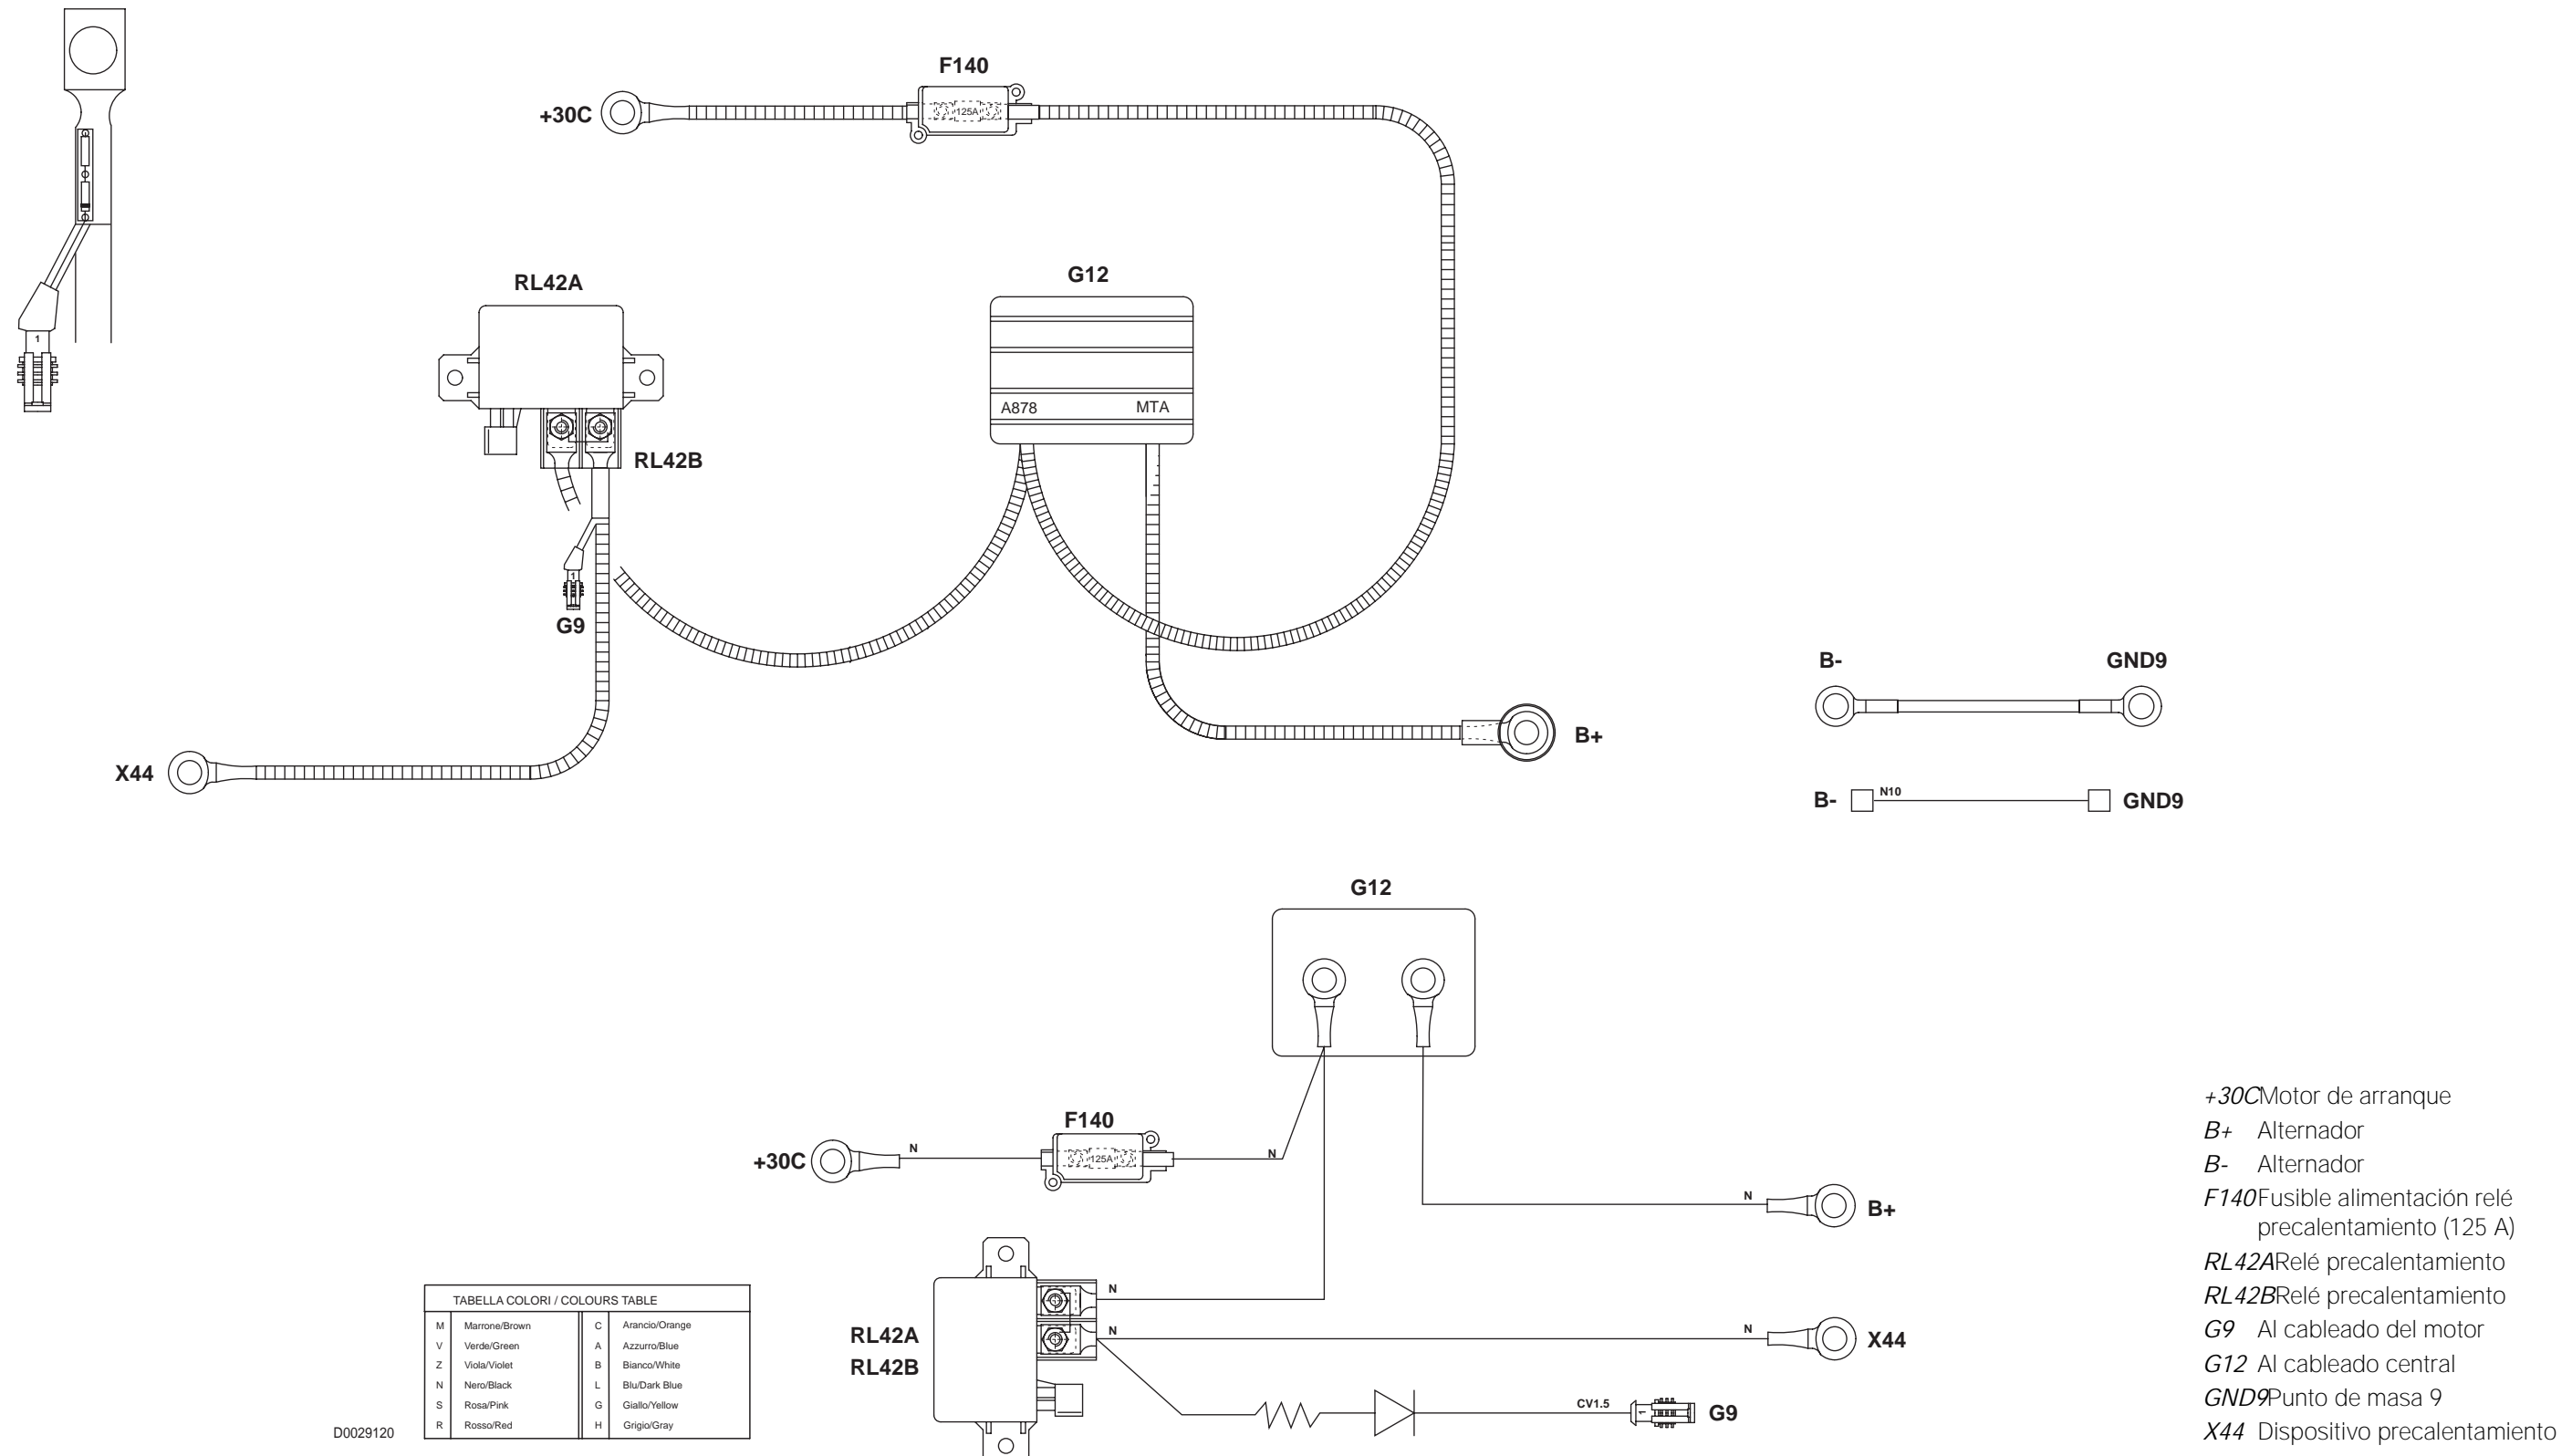 F140
+30C
125A
RL42A
G12
1
A878 MTA
RL42B
1
G9
B- GND9
B+
X44
B- N10 GND9
G12
F140
+30C N 125A N
N B+
N
RL42A
RL42B
N N X44
CV1.5 1 G9
TABELLA COLORI / COLOURS TABLE
M Marrone/Brown C Arancio/Orange
V Verde/Green A Azzurro/Blue
Z Viola/Violet B Bianco/White
N Nero/Black L Blu/Dark Blue
S Rosa/Pink G Giallo/Yellow
R Rosso/Red H Grigio/Gray
D0029120
+30C Motor de arranque
B+ Alternador
B- Alternador
F140 Fusible alimentación relé
precalentamiento (125 A)
RL42A Relé precalentamiento
RL42B Relé precalentamiento
G9 Al cableado del motor
G12 Al cableado central
GND9 Punto de masa 9
X44 Dispositivo precalentamiento